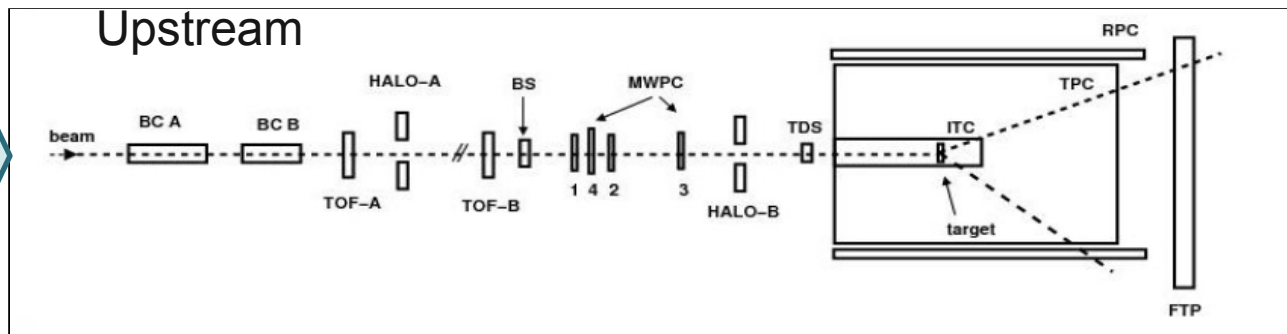 Upstream
beam
BC A
BC B
TOF–A
HALO–A
TOF–B
BS
MWPC
1 4 2 3
HALO–B
TDS
RPC
TPC
ITC
target
FTP